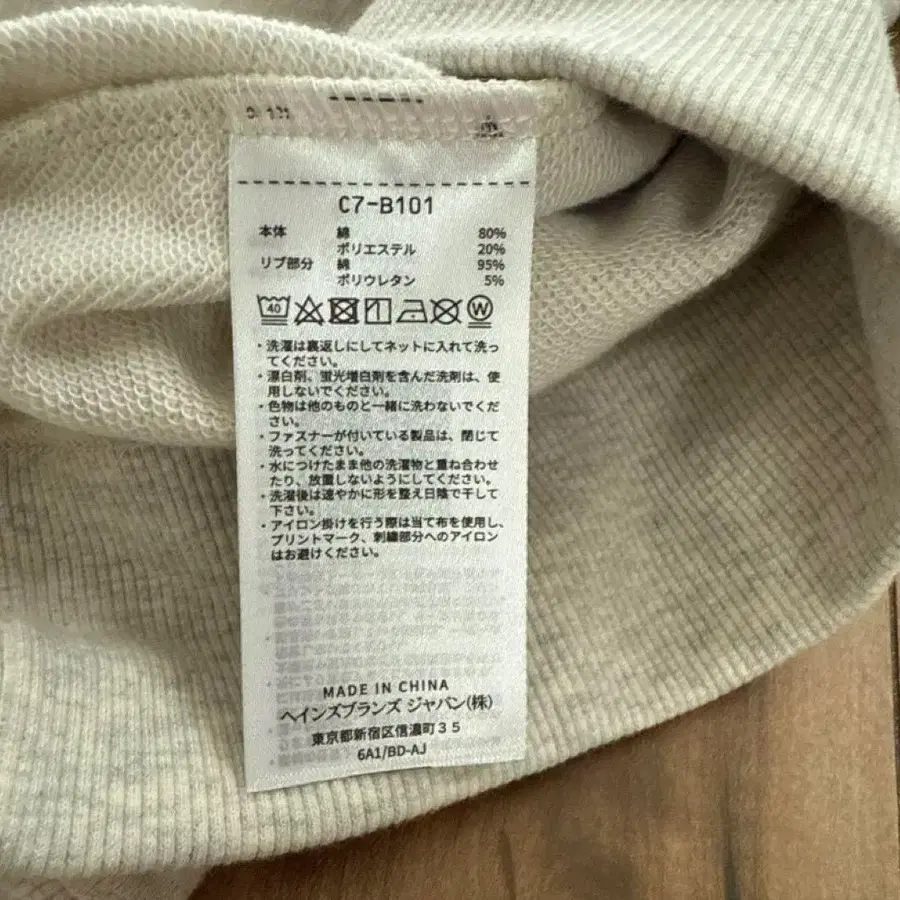 C7-B101
本体 綿 80%
ポリエステル 20%
リブ部分 綿 95%
ポリウレタン 5%
40 W
・洗濯は裏返しにしてネットに入れて洗っ
てください。
・漂白剤、蛍光増白剤を含んだ洗剤は、使
用しないでください。
・色物は他のものと一緒に洗わないでくだ
さい。
・ファスナーが付いている製品は、閉じて
洗ってください。
・水につけたまま他の洗濯物と重ね合わせ
たり、放置しないようにしてください。
・洗濯後は速やかに形を整え日陰で干して
下さい。
・アイロン掛けを行う際は当て布を使用し、
プリントマーク、刺繍部分へのアイロン
はお避けください。
MADE IN CHINA
ヘインズブランズ ジャパン(株)
東京都新宿区信濃町35
6A1/BD-AJ